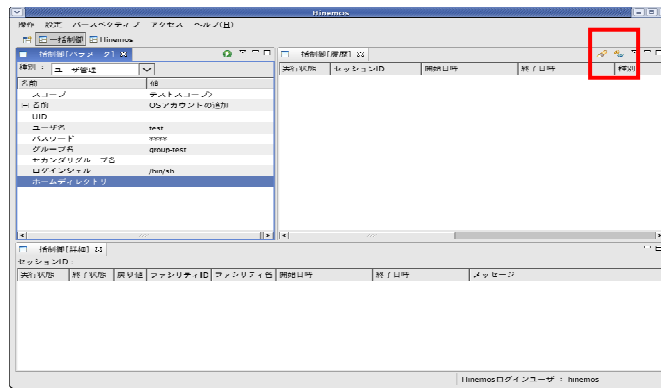 Hinemos
操作 設定 パースペクティブ アクセス ヘルプ(H)
一括制御 Hinemos
一括制御[パラメータ]
種別 : ユーザ管理
名前 値
スコープ テストスコープ>
名前 OSアカウントの追加
UID
ユーザ名 test
パスワード ****
グループ名 group-test
セカンダリグループ名
ログインシェル /bin/sh
ホームディレクトリ
一括制御[履歴]
実行状態 セッションID 開始日時 終了日時 種別
一括制御[詳細]
セッションID :
実行状態 終了状態 戻り値 ファシリティID ファシリティ名 開始日時 終了日時 メッセージ
Hinemosログインユーザ : hinemos